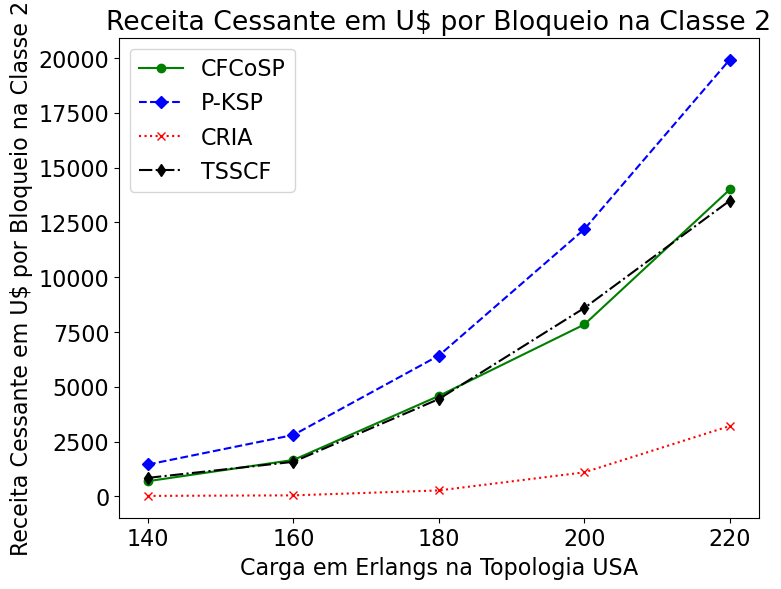 Receita Cessante em U$ por Bloqueio na Classe 2
Receita Cessante em U$ por Bloqueio na Classe 2
20000
17500
15000
12500
10000
7500
5000
2500
0
CFCoSP
P-KSP
CRIA
TSSCF
140 160 180 200 220
Carga em Erlangs na Topologia USA